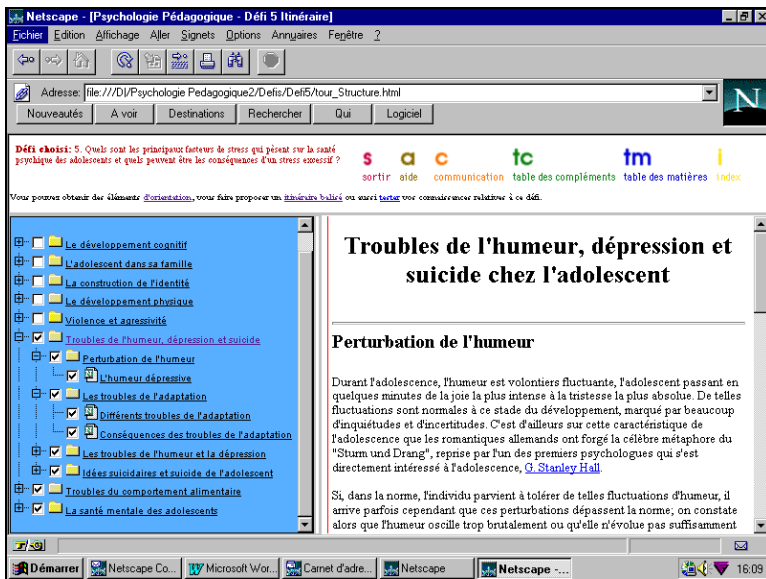 Netscape - [Psychologie Pédagogique - Défi 5 Itinéraire]
Fichier Edition Affichage Aller Signets Options Annuaires Fenêtre ?
Adresse: file:///D|/Psychologie Pedagogique2/Defis/Defi5/tour_Structure.html
N
Nouveautés A voir Destinations Rechercher Qui Logiciel
Défi choisi: 5. Quels sont les principaux facteurs de stress qui pèsent sur la santé
psychique des adolescents et quels peuvent être les conséquences d'un stress excessif ?
s a c tc tm i
sortir aide communication table des compléments table des matières index
Vous pouvez obtenir des éléments d'orientation, vous faire proposer un itinéraire balisé ou aussi tester vos connaissances relatives à ce défi.
Le développement cognitif
L'adolescent dans sa famille
La construction de l'identité
Le développement physique
Violence et agressivité
Troubles de l'humeur, dépression et suicide
Perturbation de l'humeur
L'humeur dépressive
Les troubles de l'adaptation
Différents troubles de l'adaptation
Conséquences des troubles de l'adaptation
Les troubles de l'humeur et la dépression
Idées suicidaires et suicide de l'adolescent
Troubles du comportement alimentaire
La santé mentale des adolescents
Troubles de l'humeur, dépression et
suicide chez l'adolescent
Perturbation de l'humeur
Durant l'adolescence, l'humeur est volontiers fluctuante, l'adolescent passant en
quelques minutes de la joie la plus intense à la tristesse la plus absolue. De telles
fluctuations sont normales à ce stade du développement, marqué par beaucoup
d'inquiétudes et d'incertitudes. C'est d'ailleurs sur cette caractéristique de
l'adolescence que les romantiques allemands ont forgé la célèbre métaphore du
"Sturm und Drang", reprise par l'un des premiers psychologues qui s'est
directement intéressé à l'adolescence, G. Stanley Hall.
Si, dans la norme, l'individu parvient à tolérer de telles fluctuations d'humeur, il
arrive parfois cependant que ces perturbations dépassent la norme; on constate
alors que l'humeur oscille trop brutalement ou qu'elle n'évolue pas suffisamment
Démarrer Netscape Co... Microsoft Wor... Carnet d'adre... Netscape Netscape -... 16:09